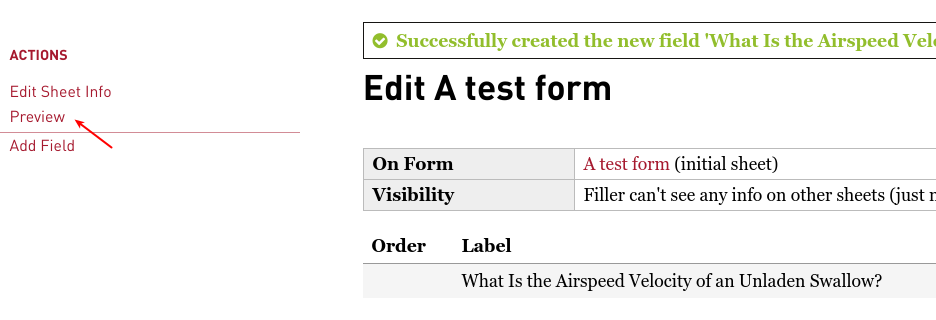 ACTIONS
Edit Sheet Info
Preview
Add Field
Successfully created the new field 'What Is the Airspeed
Edit A test form
On Form A test form (initial sheet)
Visibility Filler can't see any info on other sheets (just
Order Label
What Is the Airspeed Velocity of an Unladen Swallow?